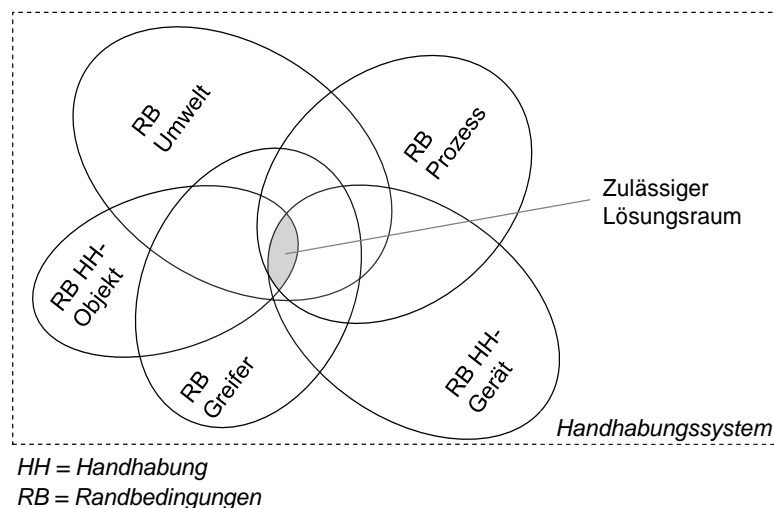 RB
Umwelt
RB
Prozess
Zulässiger
Lösungsraum
RB HH-
Objekt
RB
Greifer
RB HH-
Gerät
Handhabungssystem
HH = Handhabung
RB = Randbedingungen